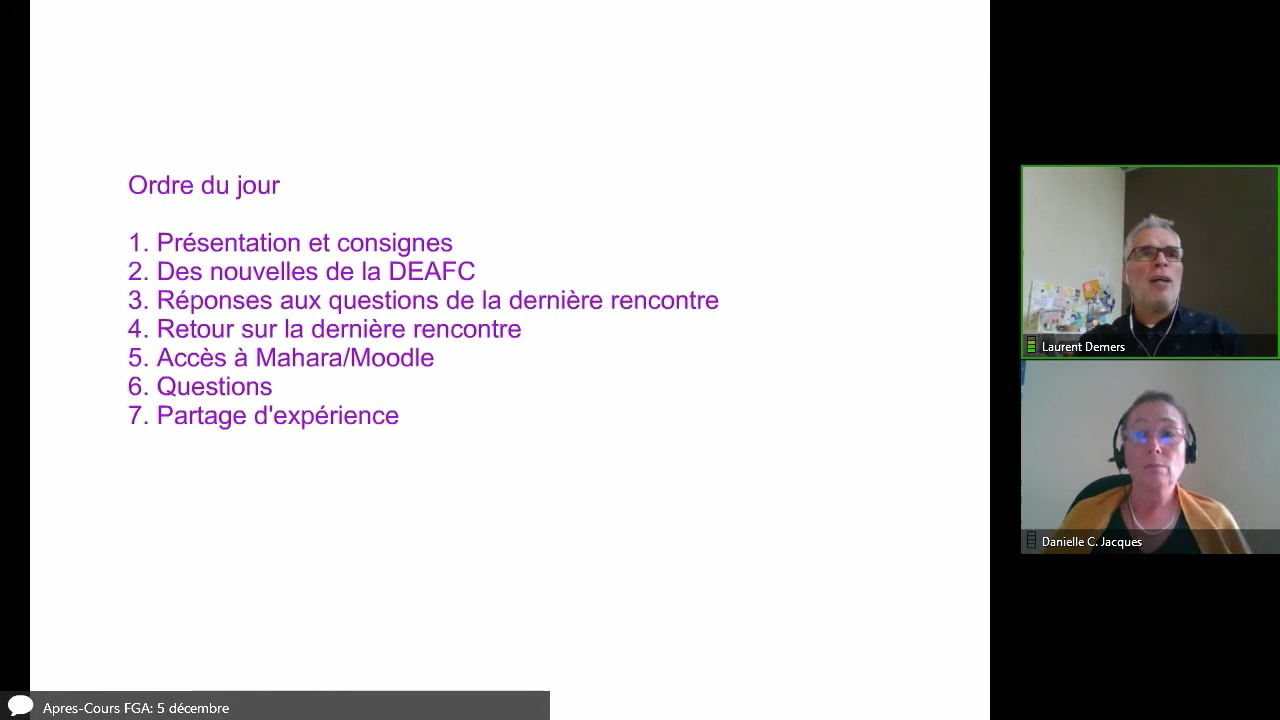 Ordre du jour
1. Présentation et consignes
2. Des nouvelles de la DEAFC
3. Réponses aux questions de la dernière rencontre
4. Retour sur la dernière rencontre
5. Accès à Mahara/Moodle
6. Questions
7. Partage d'expérience
Laurent Demers
Danielle C. Jacques
Apres-Cours FGA: 5 décembre